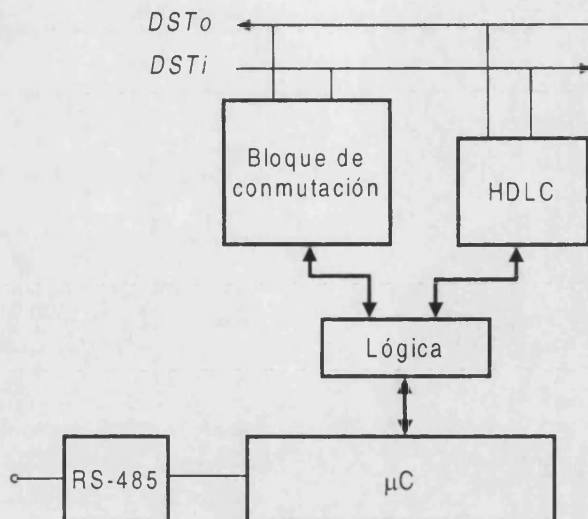 DSTo
DSTi
Bloque de
conmutación
HDLC
Lógica
RS-485
µC